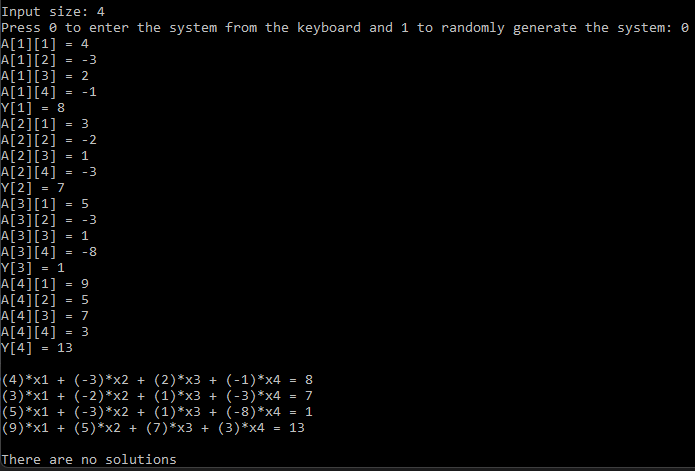 Input size: 4
Press 0 to enter the system from the keyboard and 1 to randomly generate the system: 0
A[1][1] = 4
A[1][2] = -3
A[1][3] = 2
A[1][4] = -1
Y[1] = 8
A[2][1] = 3
A[2][2] = -2
A[2][3] = 1
A[2][4] = -3
Y[2] = 7
A[3][1] = 5
A[3][2] = -3
A[3][3] = 1
A[3][4] = -8
Y[3] = 1
A[4][1] = 9
A[4][2] = 5
A[4][3] = 7
A[4][4] = 3
Y[4] = 13
(4)*x1 + (-3)*x2 + (2)*x3 + (-1)*x4 = 8
(3)*x1 + (-2)*x2 + (1)*x3 + (-3)*x4 = 7
(5)*x1 + (-3)*x2 + (1)*x3 + (-8)*x4 = 1
(9)*x1 + (5)*x2 + (7)*x3 + (3)*x4 = 13
There are no solutions